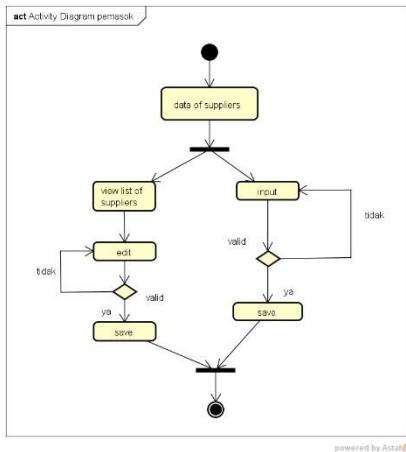 act Activity Diagram pemasok
data of suppliers
view list of
suppliers
input
tidak
valid
edit
tidak
valid
ya
ya
save
save
powered by Astah